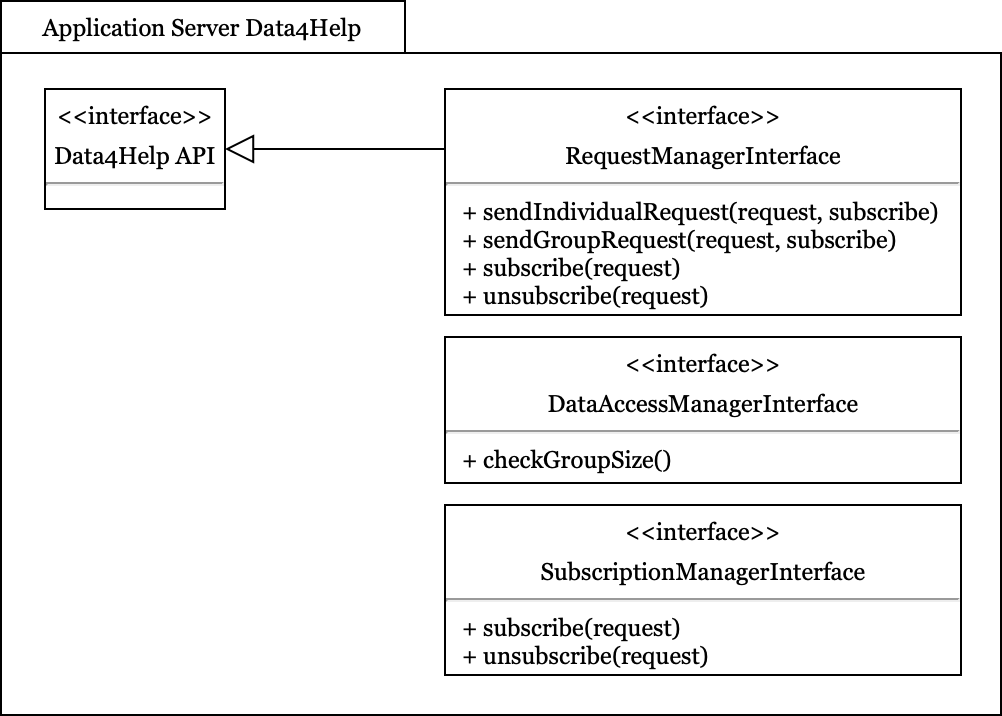 Application Server Data4Help
<<interface>>
Data4Help API
<<interface>>
RequestManagerInterface
+ sendIndividualRequest(request, subscribe)
+ sendGroupRequest(request, subscribe)
+ subscribe(request)
+ unsubscribe(request)
<<interface>>
DataAccessManagerInterface
+ checkGroupSize()
<<interface>>
SubscriptionManagerInterface
+ subscribe(request)
+ unsubscribe(request)